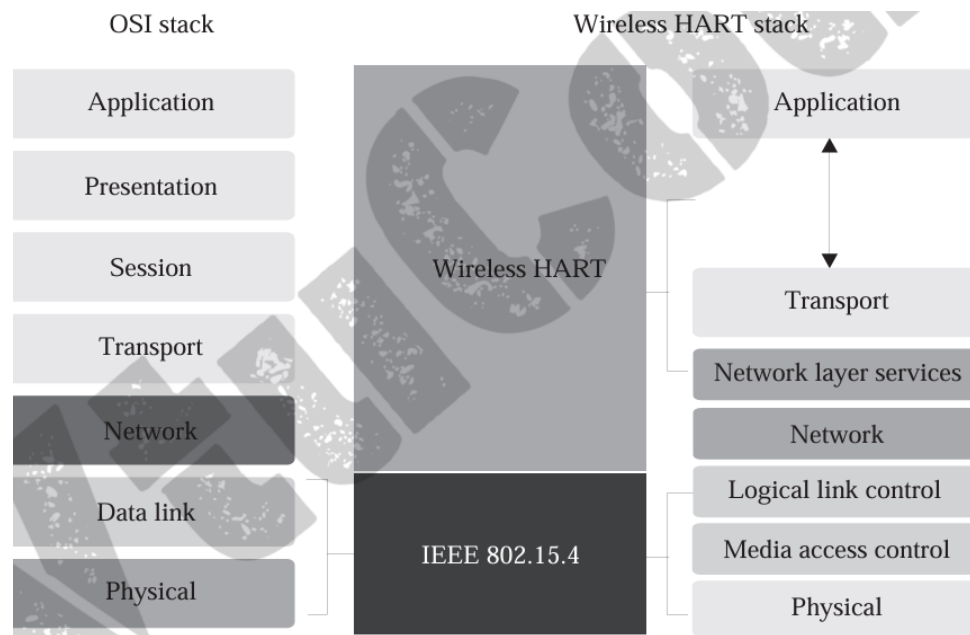 OSI stack
Wireless HART stack
Application
Presentation
Session
Transport
Network
Data link
Physical
Wireless HART
IEEE 802.15.4
Application
Transport
Network layer services
Network
Logical link control
Media access control
Physical